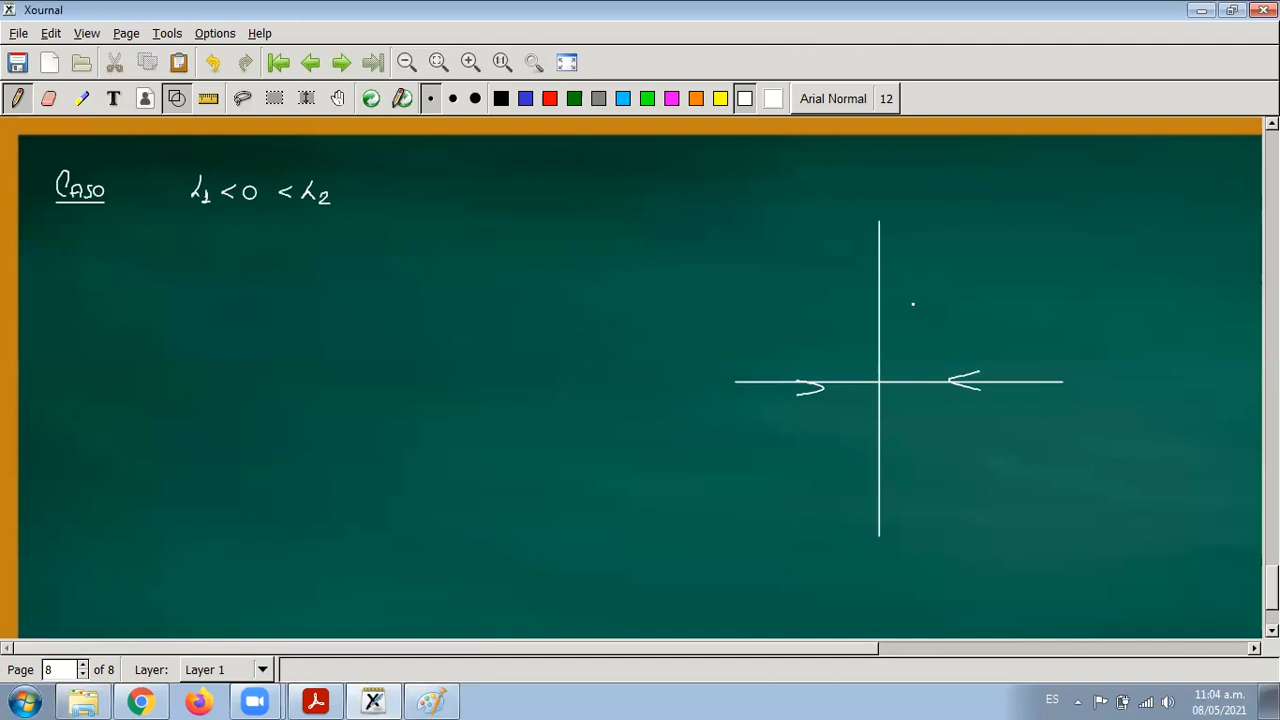 Xournal
File Edit View Page Tools Options Help
Arial Normal 12
CASO λ1 < 0 < λ2
Page 8 of 8 Layer: Layer 1
ES 11:04 a.m.
08/05/2021